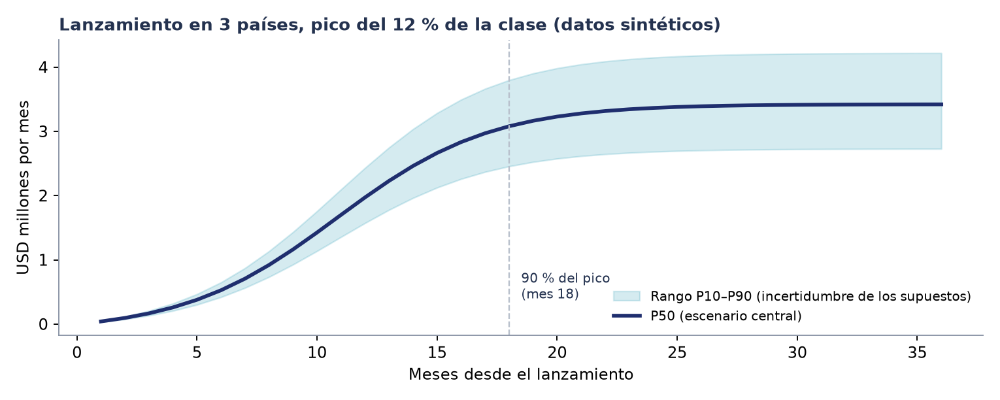 Lanzamiento en 3 países, pico del 12 % de la clase (datos sintéticos)
USD millones por mes
4
3
2
1
0
90 % del pico
(mes 18)
Rango P10–P90 (incertidumbre de los supuestos)
P50 (escenario central)
0 5 10 15 20 25 30 35
Meses desde el lanzamiento